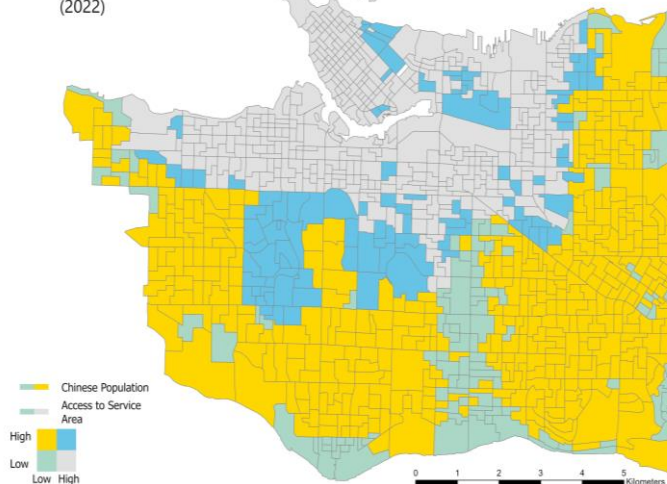 (2022)
Chinese Population
Access to Service
Area
High
Low
Low High
0 1 2 3 4 5
Kilometers